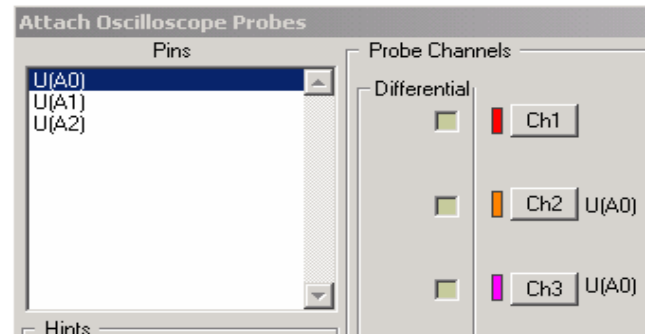 Attach Oscilloscope Probes
Pins
U(A0)
U(A1)
U(A2)
Hints
Probe Channels
Differential
Ch1
Ch2 U(A0)
Ch3 U(A0)